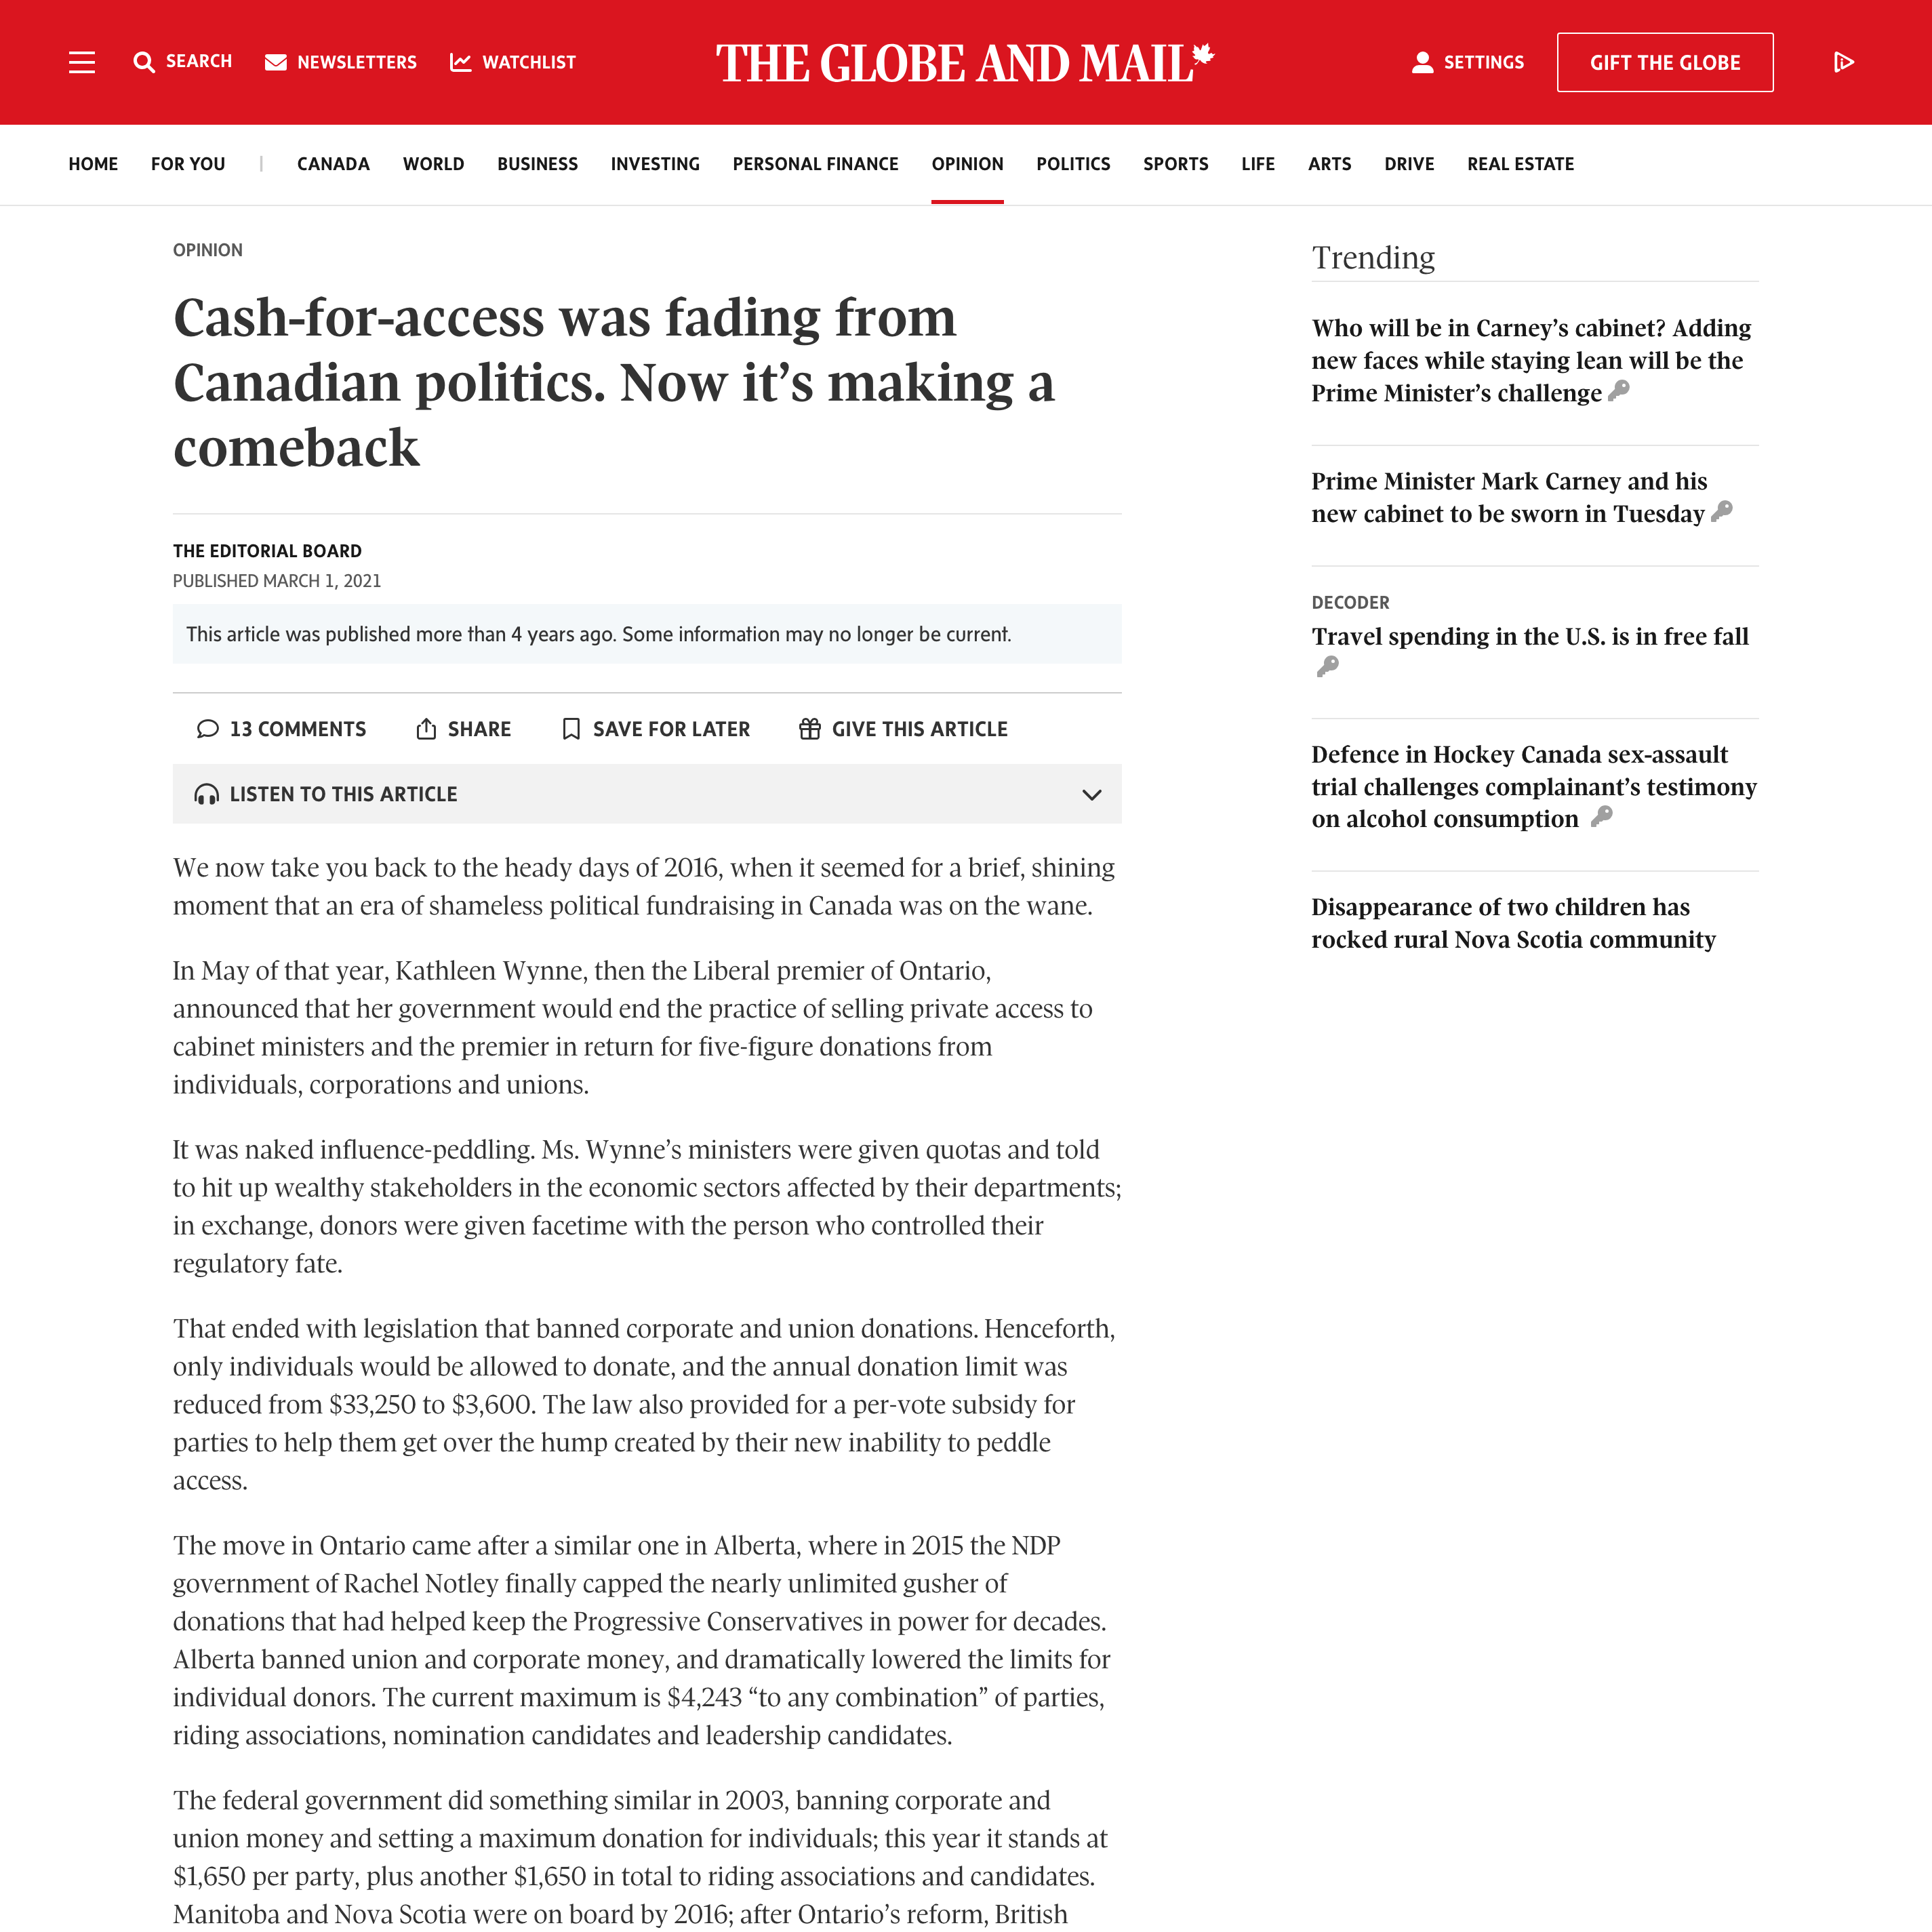 SEARCH NEWSLETTERS WATCHLIST THE GLOBE AND MAIL SETTINGS GIFT THE GLOBE
HOME FOR YOU | CANADA WORLD BUSINESS INVESTING PERSONAL FINANCE OPINION POLITICS SPORTS LIFE ARTS DRIVE REAL ESTATE
OPINION
Cash-for-access was fading from
Canadian politics. Now it’s making a
comeback
THE EDITORIAL BOARD
PUBLISHED MARCH 1, 2021
This article was published more than 4 years ago. Some information may no longer be current.
13 COMMENTS SHARE SAVE FOR LATER GIVE THIS ARTICLE
LISTEN TO THIS ARTICLE
We now take you back to the heady days of 2016, when it seemed for a brief, shining
moment that an era of shameless political fundraising in Canada was on the wane.
In May of that year, Kathleen Wynne, then the Liberal premier of Ontario,
announced that her government would end the practice of selling private access to
cabinet ministers and the premier in return for five-figure donations from
individuals, corporations and unions.
It was naked influence-peddling. Ms. Wynne’s ministers were given quotas and told
to hit up wealthy stakeholders in the economic sectors affected by their departments;
in exchange, donors were given facetime with the person who controlled their
regulatory fate.
That ended with legislation that banned corporate and union donations. Henceforth,
only individuals would be allowed to donate, and the annual donation limit was
reduced from $33,250 to $3,600. The law also provided for a per-vote subsidy for
parties to help them get over the hump created by their new inability to peddle
access.
The move in Ontario came after a similar one in Alberta, where in 2015 the NDP
government of Rachel Notley finally capped the nearly unlimited gusher of
donations that had helped keep the Progressive Conservatives in power for decades.
Alberta banned union and corporate money, and dramatically lowered the limits for
individual donors. The current maximum is $4,243 “to any combination” of parties,
riding associations, nomination candidates and leadership candidates.
The federal government did something similar in 2003, banning corporate and
union money and setting a maximum donation for individuals; this year it stands at
$1,650 per party, plus another $1,650 in total to riding associations and candidates.
Manitoba and Nova Scotia were on board by 2016; after Ontario’s reform, British
Trending
Who will be in Carney’s cabinet? Adding
new faces while staying lean will be the
Prime Minister’s challenge
Prime Minister Mark Carney and his
new cabinet to be sworn in Tuesday
DECODER
Travel spending in the U.S. is in free fall
Defence in Hockey Canada sex-assault
trial challenges complainant’s testimony
on alcohol consumption
Disappearance of two children has
rocked rural Nova Scotia community